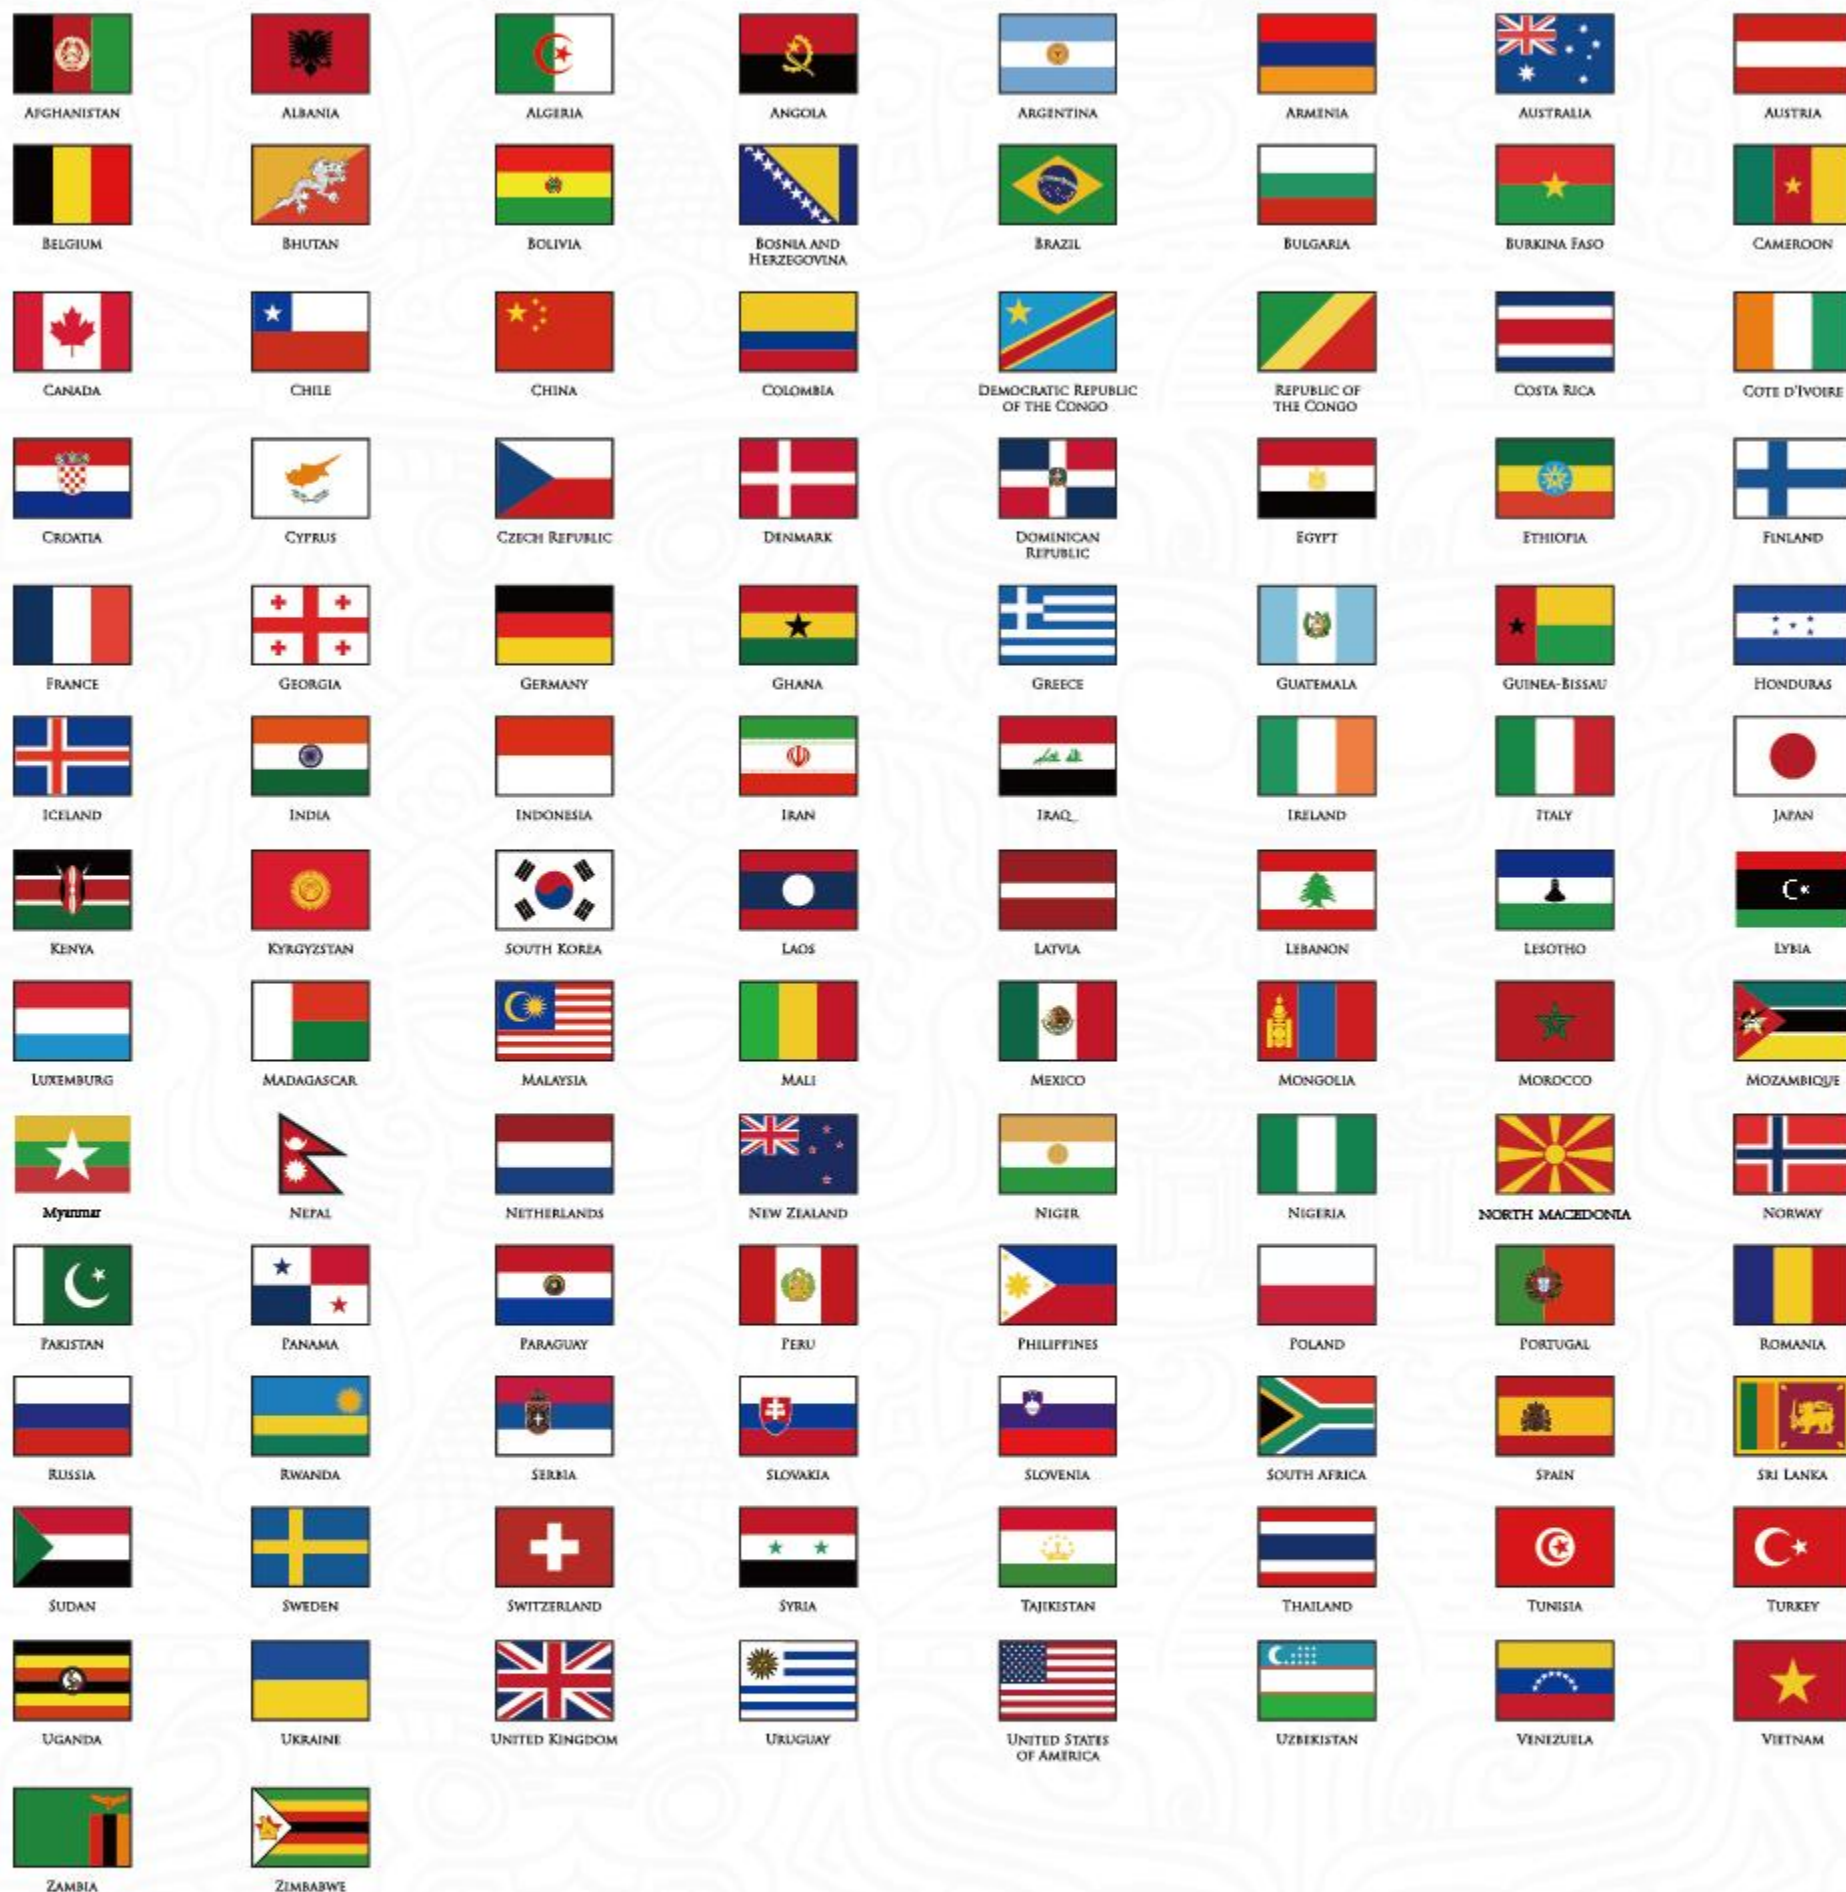 AFGHANISTAN
ALBANIA
ALGERIA
ANGOLA
ARGENTINA
ARMENIA
AUSTRALIA
AUSTRIA
BELGIUM
BHUTAN
BOLIVIA
BOSNIA AND
HERZEGOVINA
BRAZIL
BULGARIA
BURKINA FASO
CAMEROON
CANADA
CHILE
CHINA
COLOMBIA
DEMOCRATIC REPUBLIC
OF THE CONGO
REPUBLIC OF
THE CONGO
COSTA RICA
COTE D'IVOIRE
CROATIA
CYPRUS
CZECH REPUBLIC
DENMARK
DOMINICAN
REPUBLIC
EGYPT
ETHIOPIA
FINLAND
FRANCE
GEORGIA
GERMANY
GHANA
GREECE
GUATEMALA
GUINEA-BISSAU
HONDURAS
ICELAND
INDIA
INDONESIA
IRAN
IRAQ
IRELAND
ITALY
JAPAN
KENYA
KYRGYZSTAN
SOUTH KOREA
LAOS
LATVIA
LEBANON
LESOTHO
LYBIA
LUXEMBURG
MADAGASCAR
MALAYSIA
MALI
MEXICO
MONGOLIA
MOROCCO
MOZAMBIQUE
Myanmar
NEPAL
NETHERLANDS
NEW ZEALAND
NIGER
NIGERIA
NORTH MACEDONIA
NORWAY
PAKISTAN
PANAMA
PARAGUAY
PERU
PHILIPPINES
POLAND
PORTUGAL
ROMANIA
RUSSIA
RWANDA
SERBIA
SLOVAKIA
SLOVENIA
SOUTH AFRICA
SPAIN
SRI LANKA
SUDAN
SWEDEN
SWITZERLAND
SYRIA
TAJIKISTAN
THAILAND
TUNISIA
TURKEY
UGANDA
UKRAINE
UNITED KINGDOM
URUGUAY
UNITED STATES
OF AMERICA
UZBEKISTAN
VENEZUELA
VIETNAM
ZAMBIA
ZIMBABWE